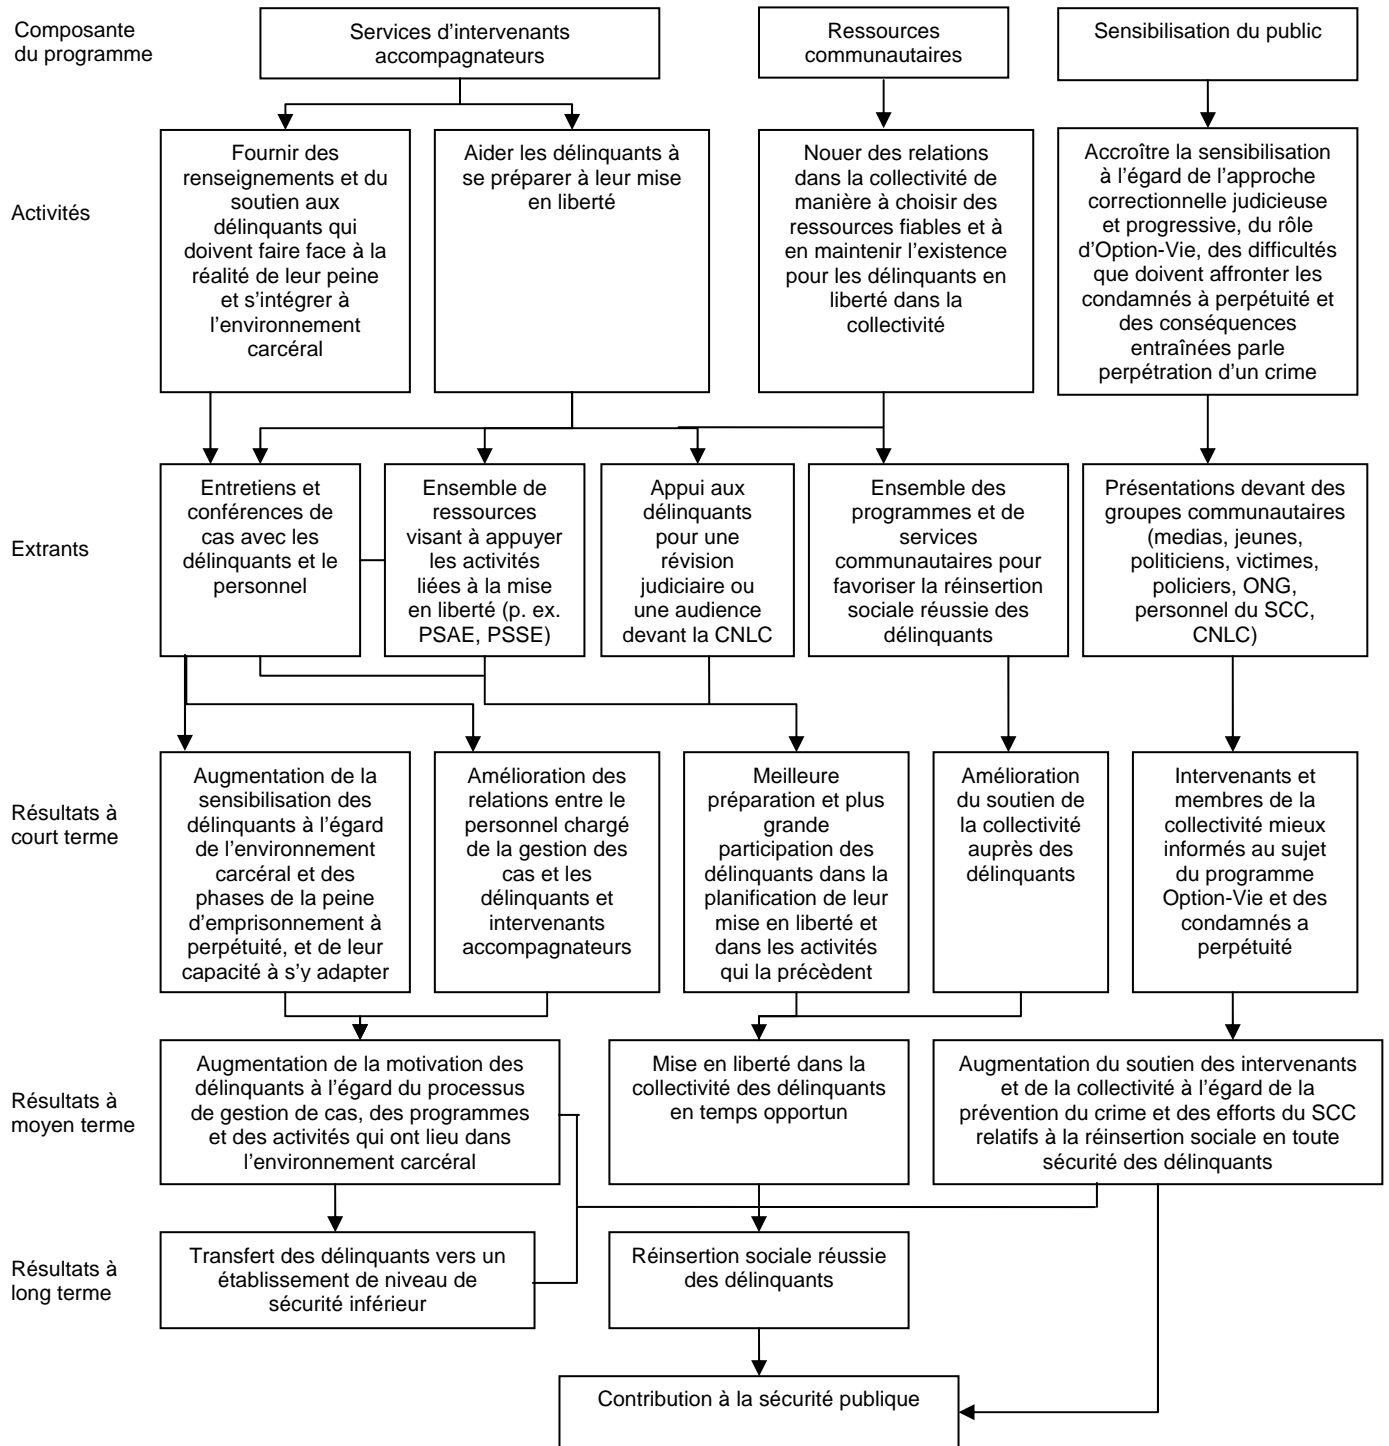 Composante
du programme
Services d'intervenants
accompagnateurs
Ressources
communautaires
Sensibilisation du public
Activités
Fournir des
renseignements et du
soutien aux
délinquants qui
doivent faire face à la
réalité de leur peine
et s'intégrer à
l'environnement
carcéral
Aider les délinquants à
se préparer à leur mise
en liberté
Nouer des relations
dans la collectivité de
manière à choisir des
ressources fiables et à
en maintenir l'existence
pour les délinquants en
liberté dans la
collectivité
Accroître la sensibilisation
à l'égard de l'approche
correctionnelle judicieuse
et progressive, du rôle
d'Option-Vie, des difficultés
que doivent affronter les
condamnés à perpétuité et
des conséquences
entraînées parle
perpétration d'un crime
Extrants
Entretiens et
conférences de
cas avec les
délinquants et le
personnel
Ensemble de
ressources
visant à appuyer
les activités
liées à la mise
en liberté (p. ex.
PSAE, PSSE)
Appui aux
délinquants
pour une
révision
judiciaire ou
une audience
devant la CNLC
Ensemble des
programmes et de
services
communautaires pour
favoriser la réinsertion
sociale réussie des
délinquants
Présentations devant des
groupes communautaires
(medias, jeunes,
politiciens, victimes,
policiers, ONG,
personnel du SCC,
CNLC)
Résultats à
court terme
Augmentation de la
sensibilisation des
délinquants à l'égard
de l'environnement
carcéral et des
phases de la peine
d'emprisonnement à
perpétuité, et de leur
capacité à s'y adapter
Amélioration des
relations entre le
personnel chargé
de la gestion des
cas et les
délinquants et
intervenants
accompagnateurs
Meilleure
préparation et plus
grande
participation des
délinquants dans la
planification de leur
mise en liberté et
dans les activités
qui la précèdent
Amélioration
du soutien de
la collectivité
auprès des
délinquants
Intervenants et
membres de la
collectivité mieux
informés au sujet
du programme
Option-Vie et des
condamnés a
perpétuité
Résultats à
moyen terme
Augmentation de la motivation des
délinquants à l'égard du processus
de gestion de cas, des programmes
et des activités qui ont lieu dans
l'environnement carcéral
Mise en liberté dans la
collectivité des délinquants
en temps opportun
Augmentation du soutien des intervenants
et de la collectivité à l'égard de la
prévention du crime et des efforts du SCC
relatifs à la réinsertion sociale en toute
sécurité des délinquants
Résultats à
long terme
Transfert des délinquants vers un
établissement de niveau de
sécurité inférieur
Réinsertion sociale réussie
des délinquants
Contribution à la sécurité publique